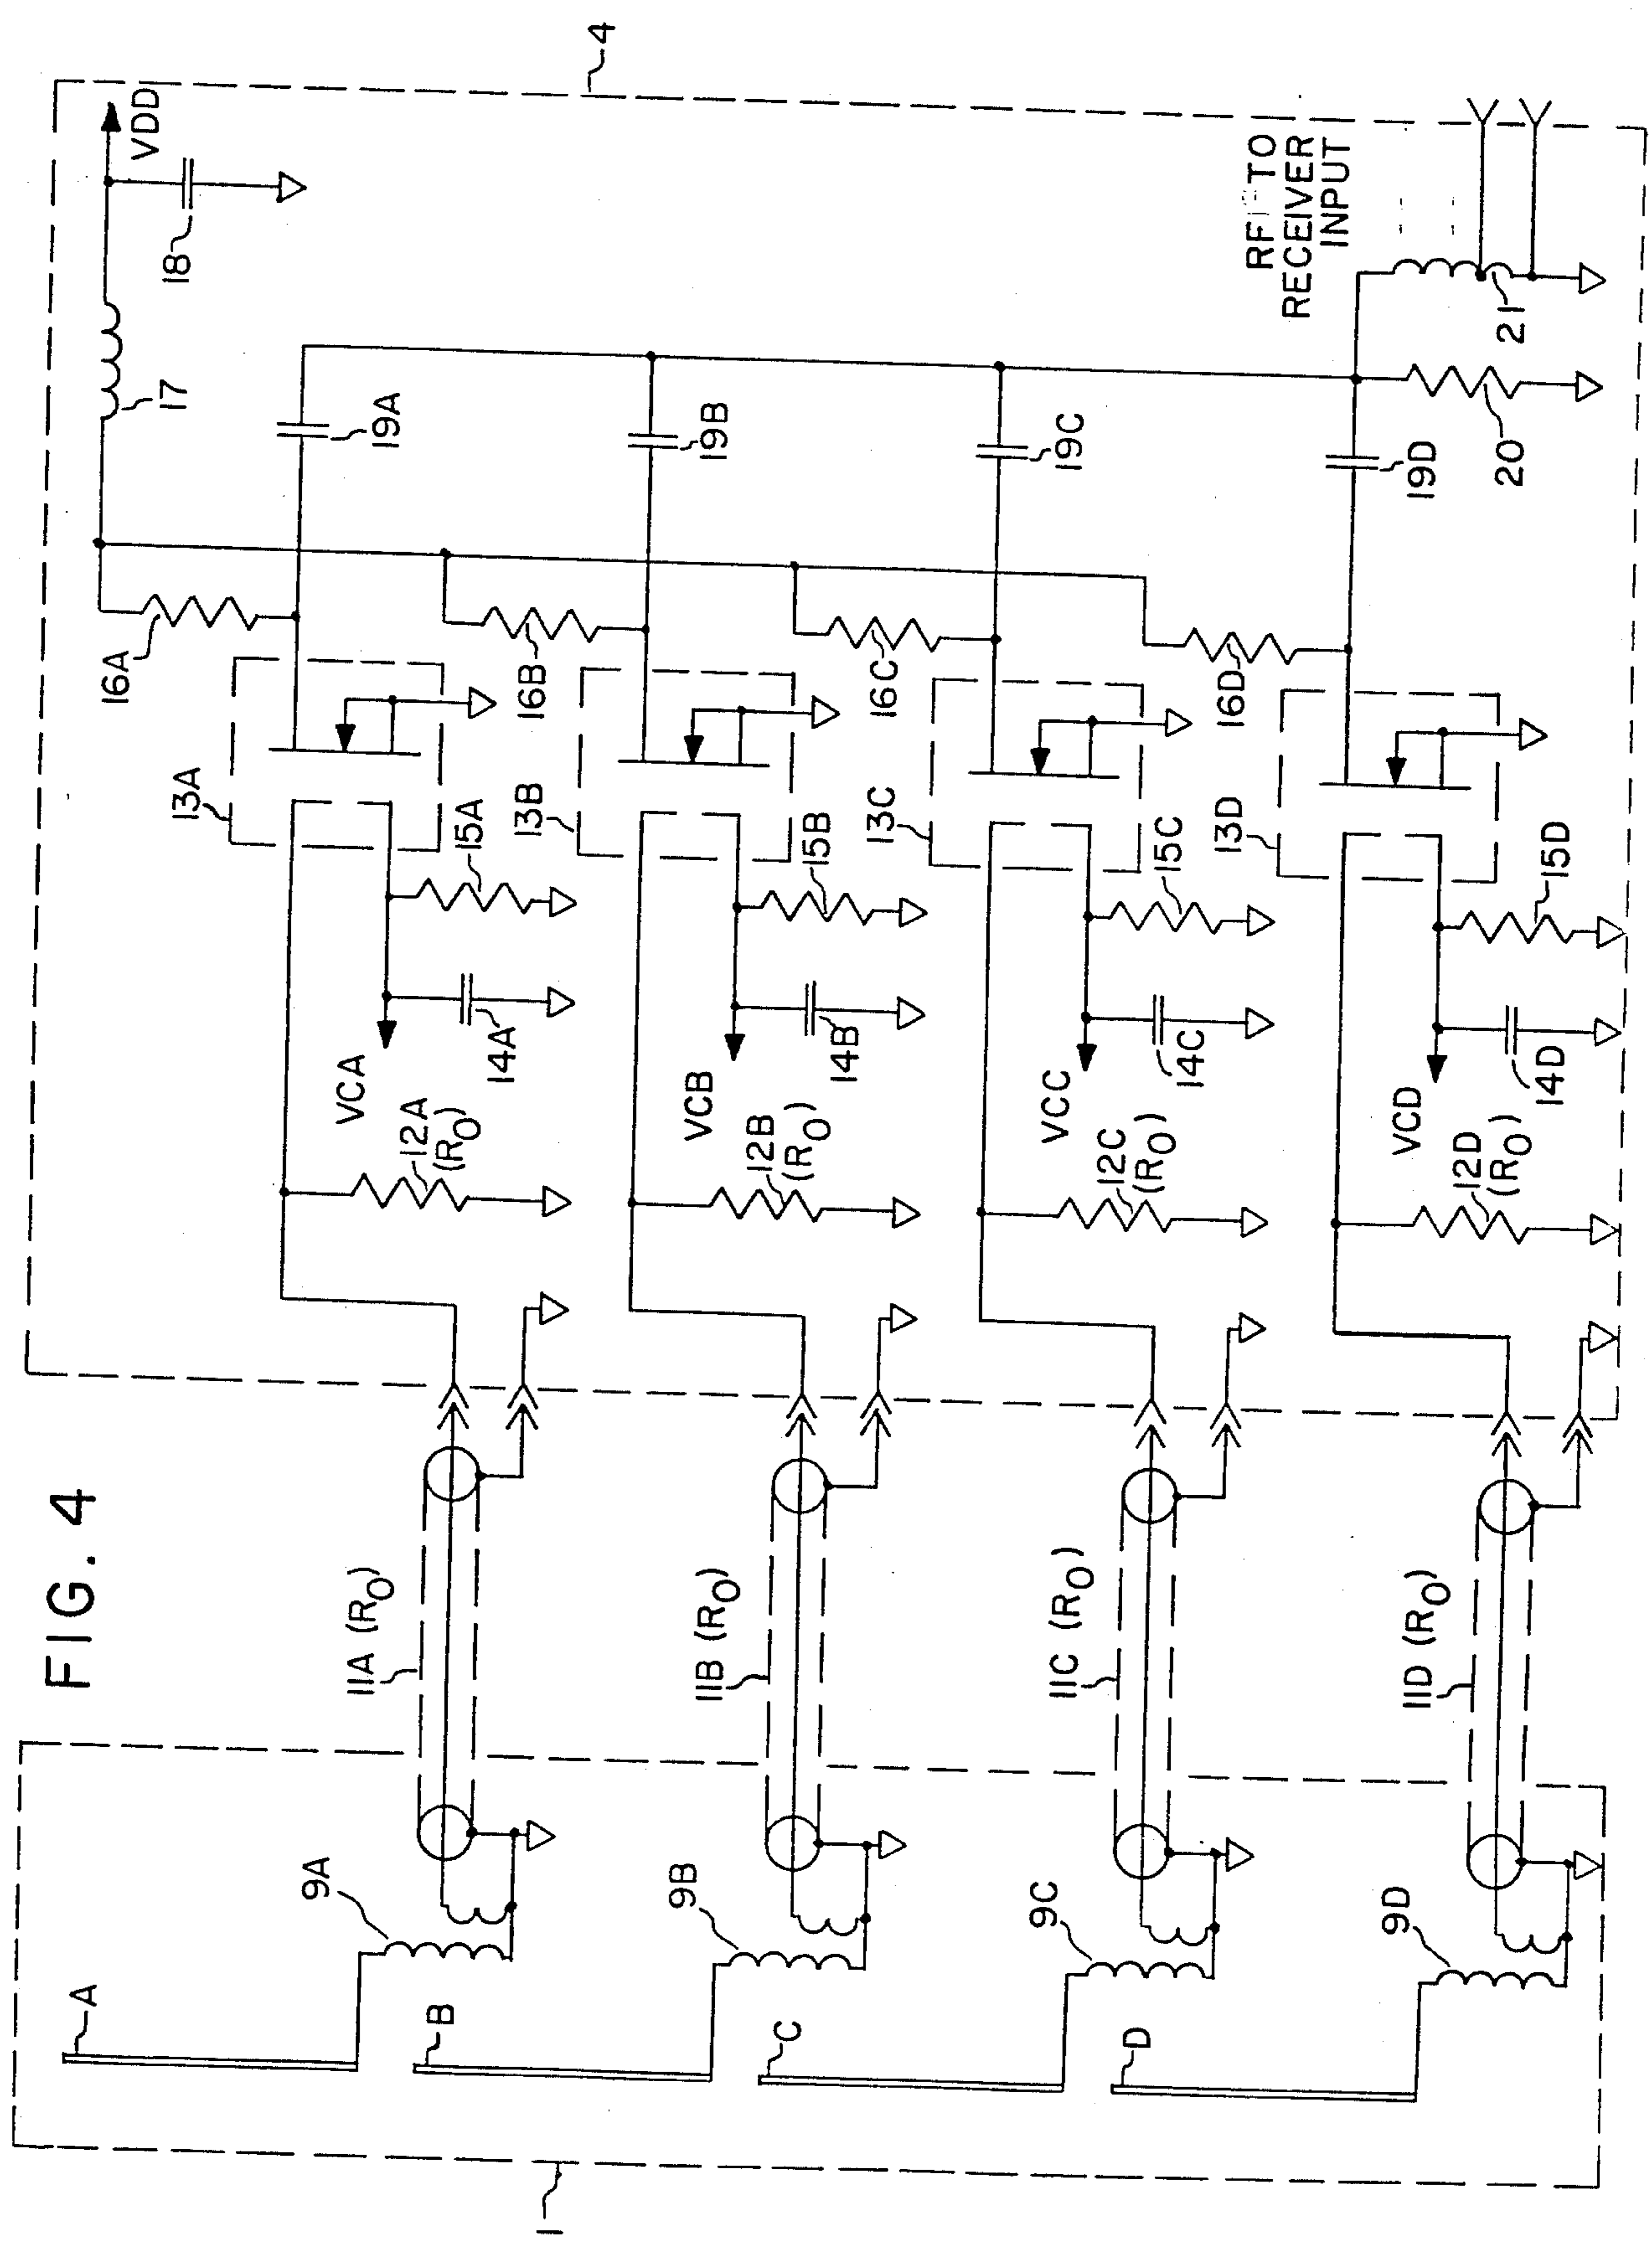 FIG. 4
1
4
A
9A
11A (RO)
VCA
12A
(RO)
14A
15A
13A
16A
17
18
VDD
19A
B
9B
11B (RO)
VCB
12B
(RO)
14B
15B
13B
16B
19B
C
9C
11C (RO)
VCC
12C
(RO)
14C
15C
13C
16C
19C
D
9D
11D (RO)
VCD
12D
(RO)
14D
15D
13D
16D
19D
20
21
TO
RECEIVER
INPUT